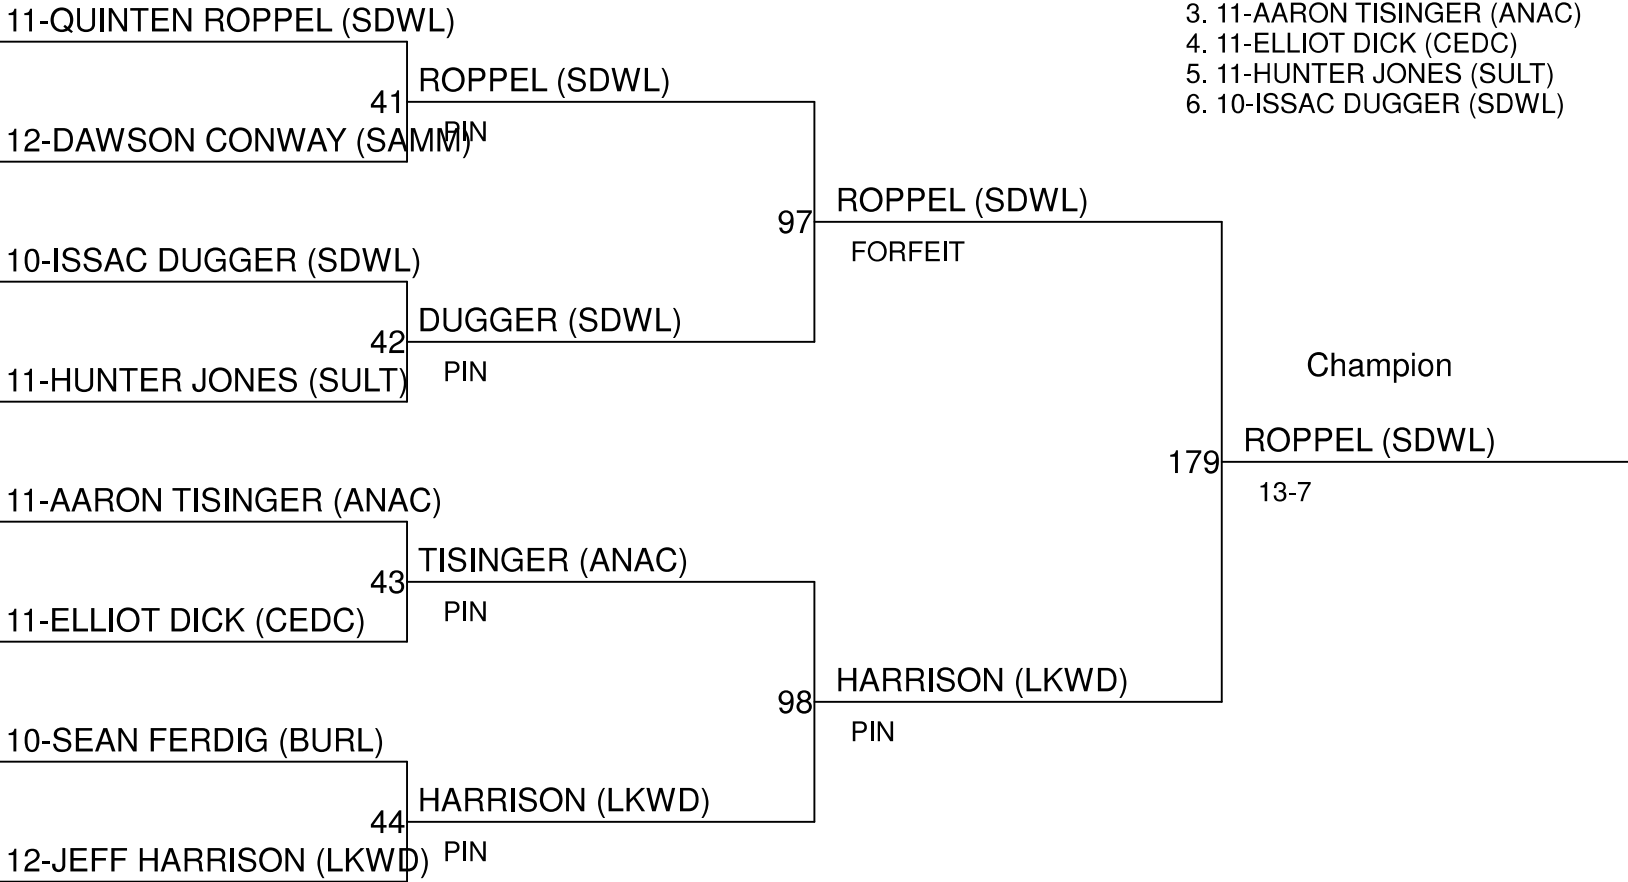 11-QUINTEN ROPPEL (SDWL)
3. 11-AARON TISINGER (ANAC)
4. 11-ELLIOT DICK (CEDC)
5. 11-HUNTER JONES (SULT)
6. 10-ISSAC DUGGER (SDWL)
ROPPEL (SDWL)
41
PIN
12-DAWSON CONWAY (SAMM)
ROPPEL (SDWL)
97
FORFEIT
10-ISSAC DUGGER (SDWL)
DUGGER (SDWL)
42
PIN
11-HUNTER JONES (SULT)
Champion
ROPPEL (SDWL)
179
13-7
11-AARON TISINGER (ANAC)
TISINGER (ANAC)
43
PIN
11-ELLIOT DICK (CEDC)
HARRISON (LKWD)
98
PIN
10-SEAN FERDIG (BURL)
HARRISON (LKWD)
44
PIN
12-JEFF HARRISON (LKWD)